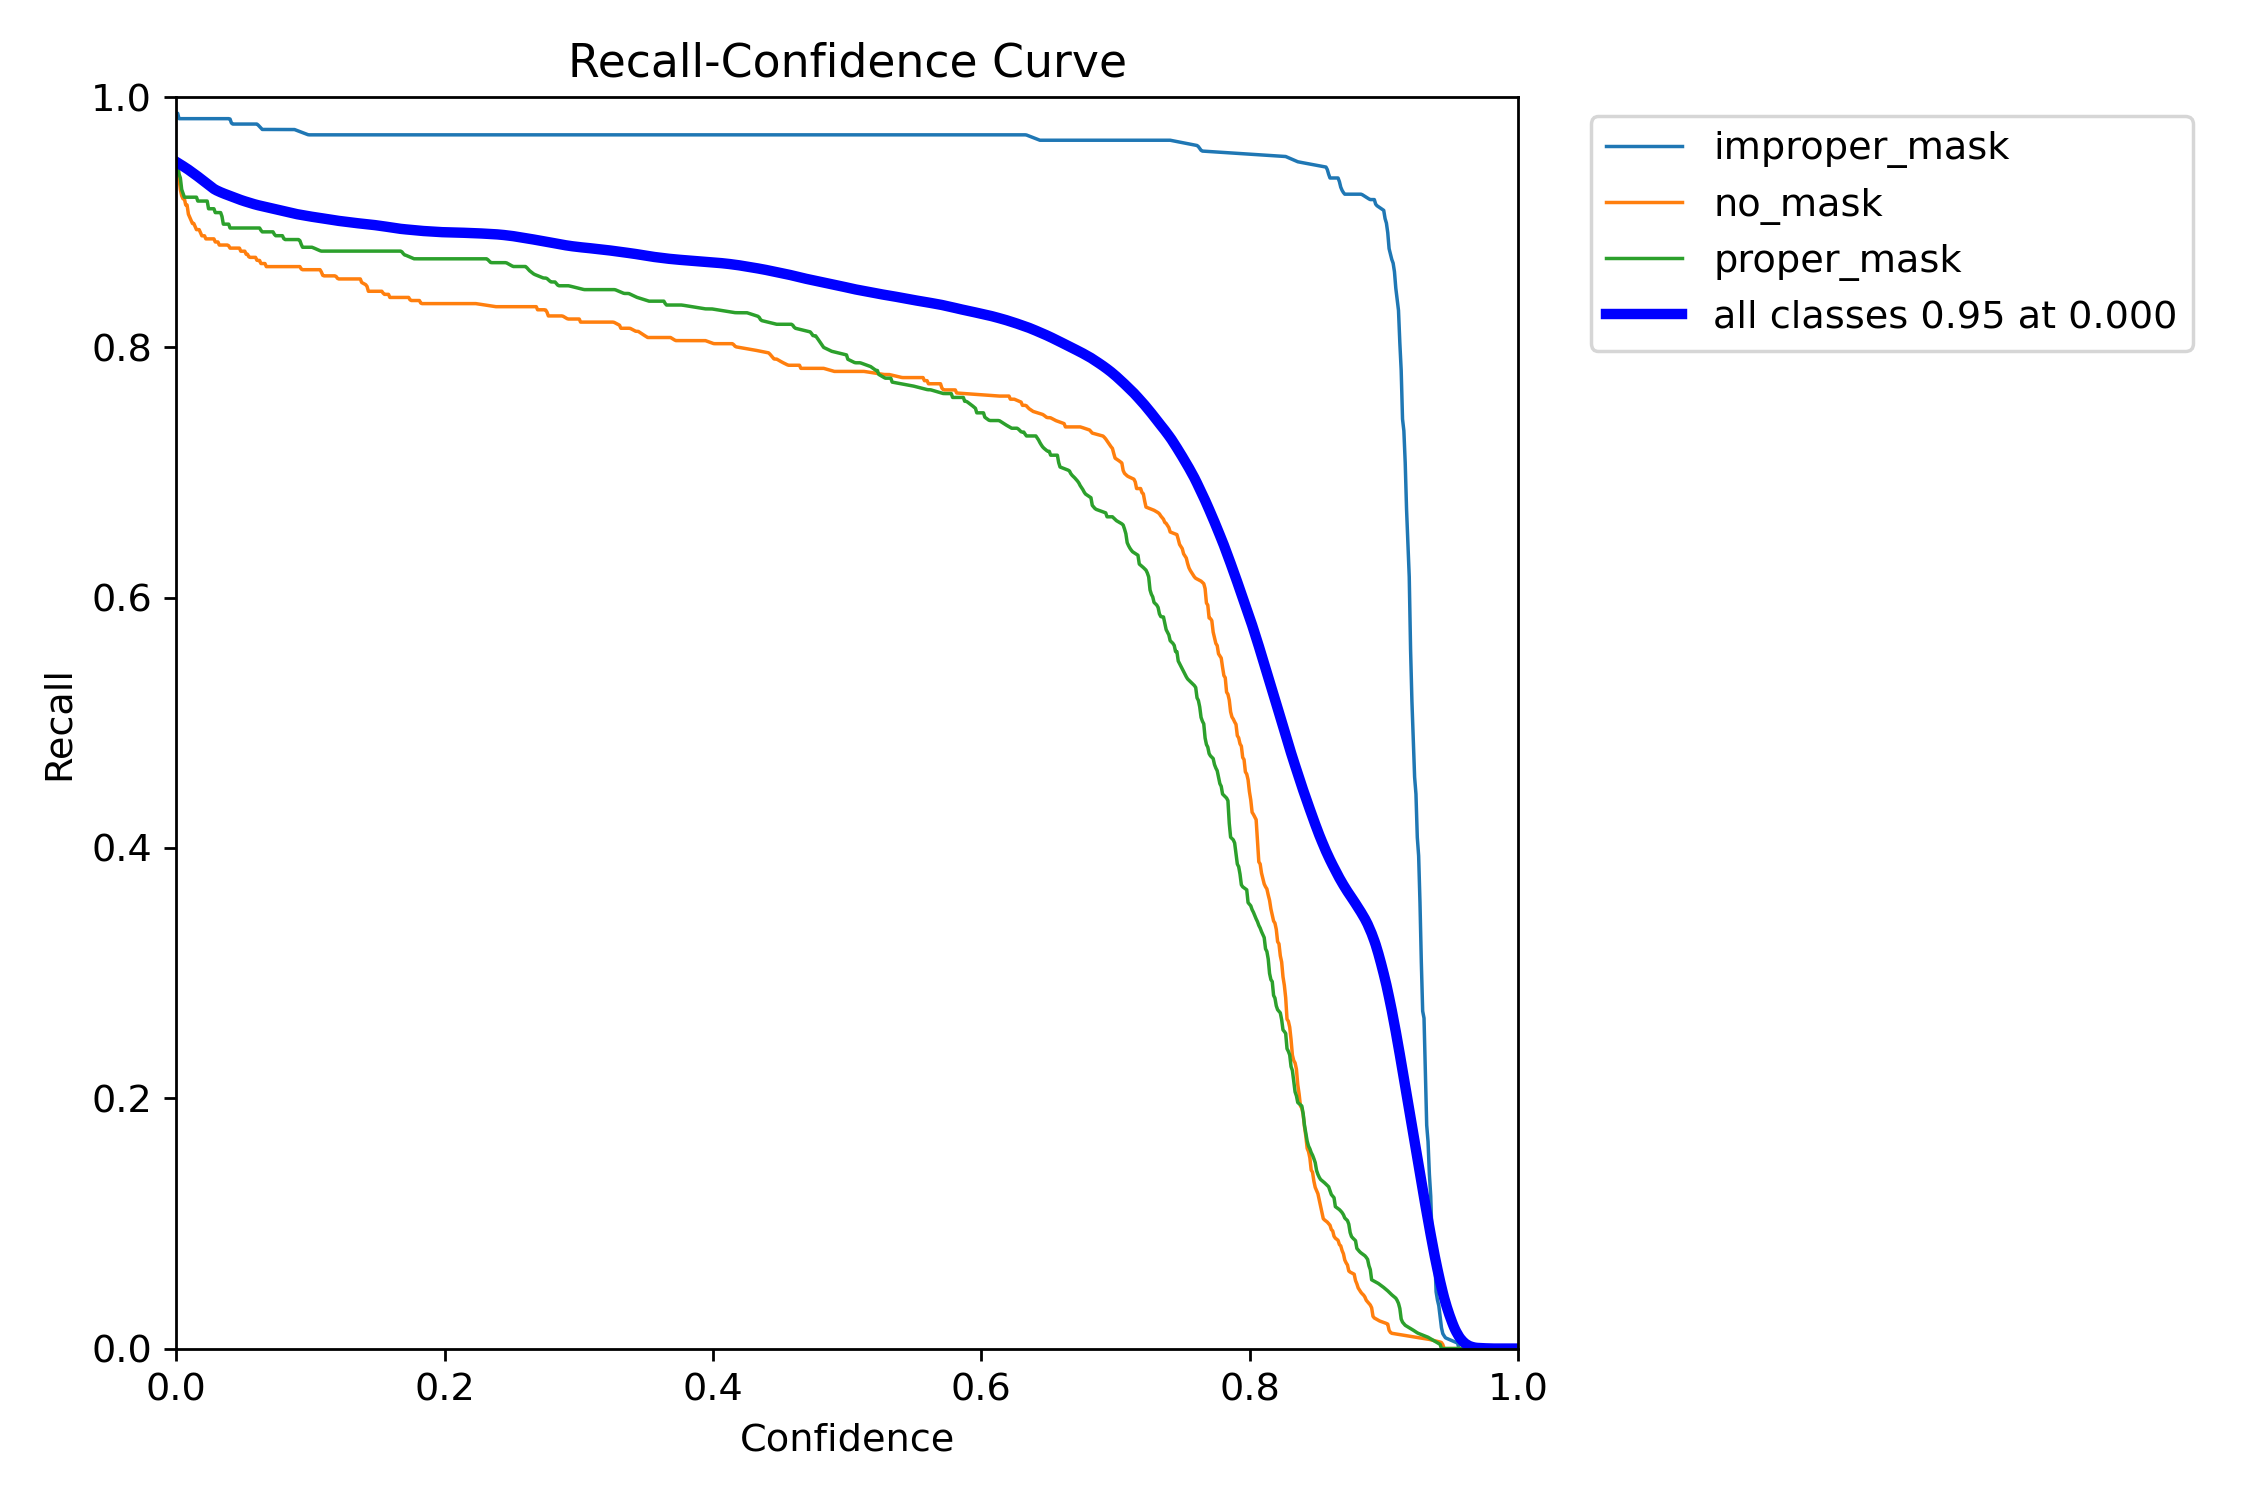 Recall-Confidence Curve
1.0
0.8
0.6
0.4
0.2
0.0
Recall
0.0 0.2 0.4 0.6 0.8 1.0
Confidence
improper_mask
no_mask
proper_mask
all classes 0.95 at 0.000